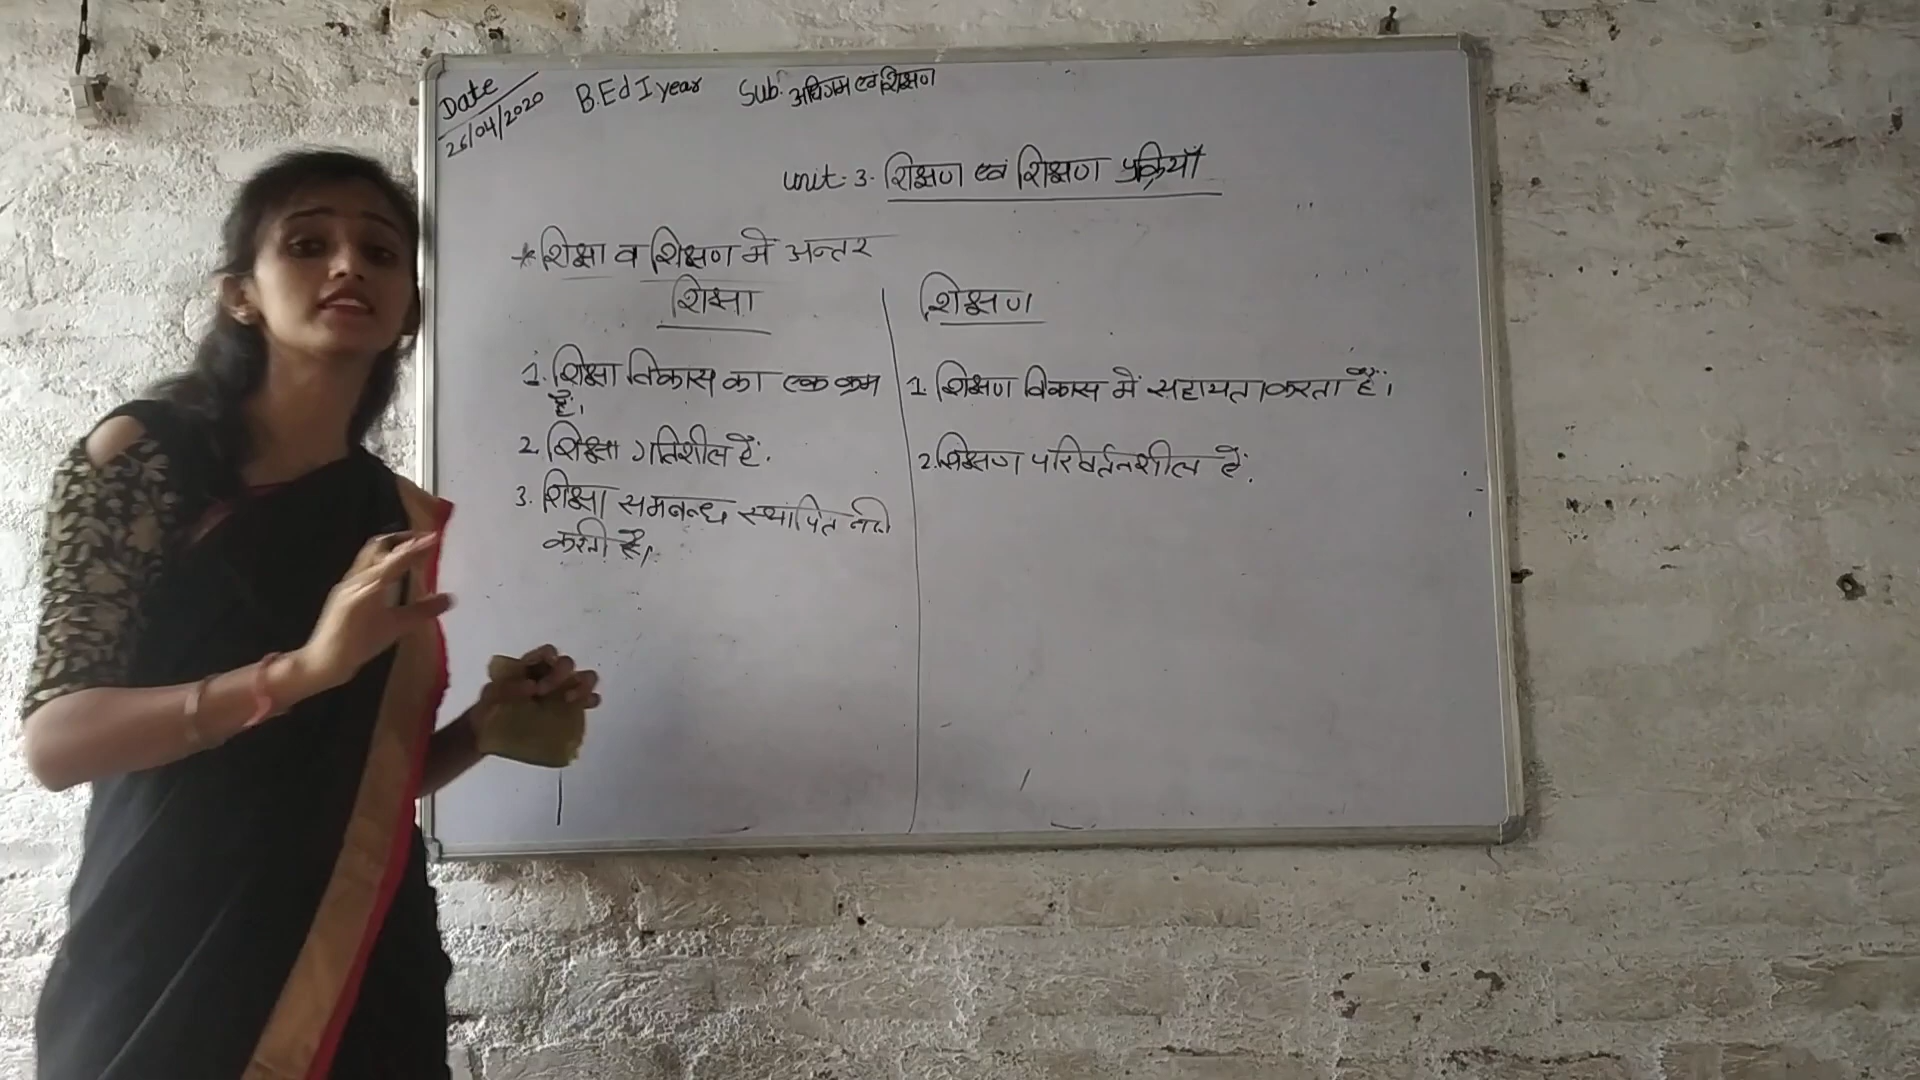 Date
26/04/2020
B.Ed I year
Sub. अधिगम एवं शिक्षण
Unit-3. शिक्षण एवं शिक्षण प्रक्रियाँ
*शिक्षा व शिक्षण में अन्तर
शिक्षा
1. शिक्षा विकास का एक क्रम
है।
2. शिक्षा गतिशील है.
3. शिक्षा समबन्ध स्थापित नही
करती है।
शिक्षण
1. शिक्षण विकास में सहायता करता है।
2. शिक्षण परिवर्तनशील है.